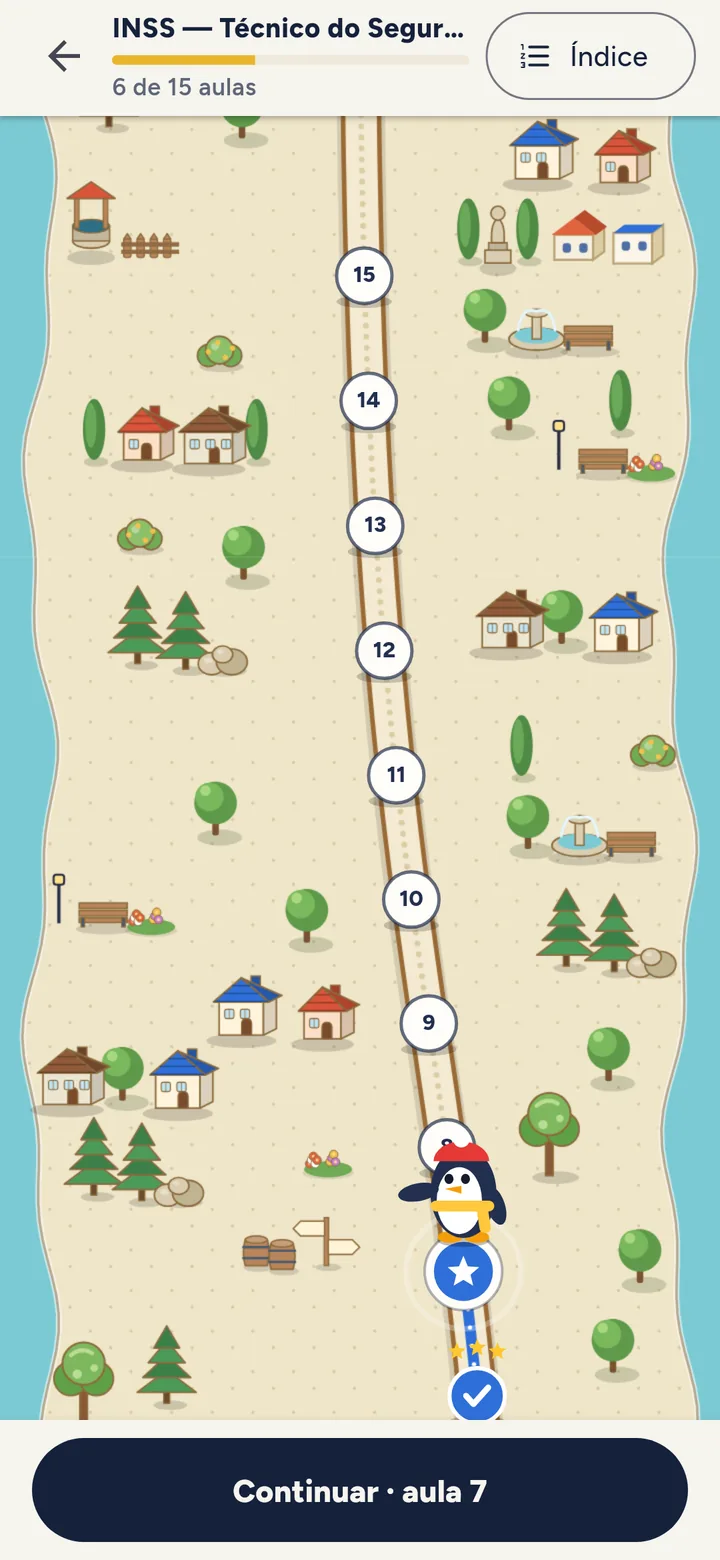 INSS — Técnico do Segur...
6 de 15 aulas
Índice
15
14
13
12
11
10
9
Continuar · aula 7